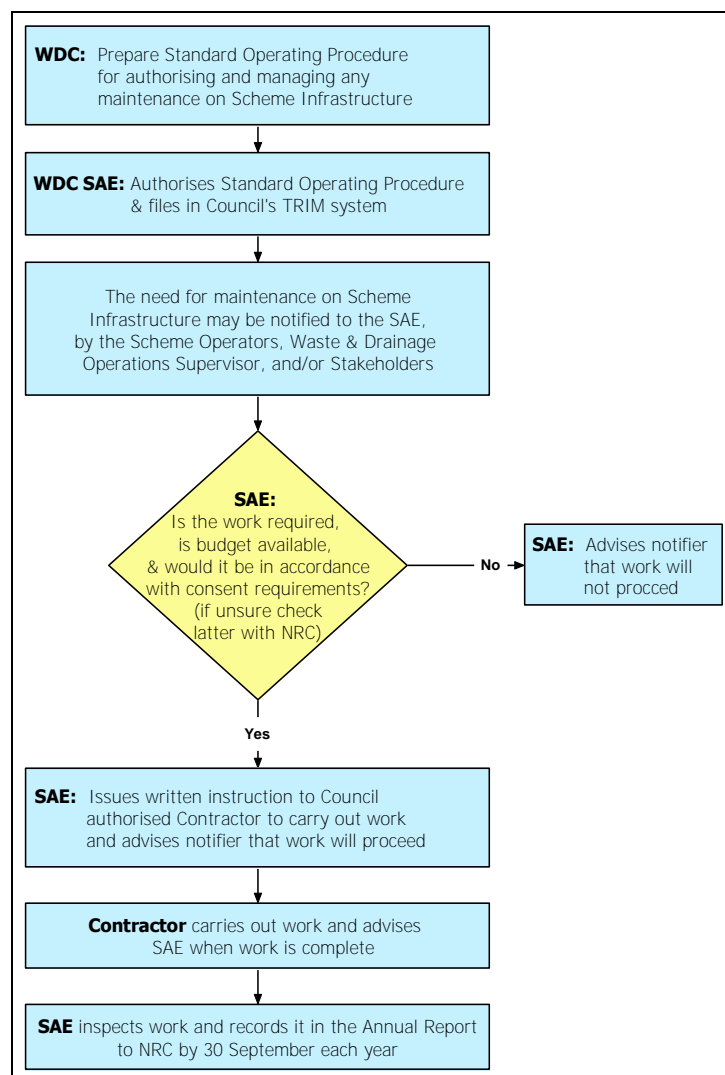 WDC: Prepare Standard Operating Procedure
for authorising and managing any
maintenance on Scheme Infrastructure
WDC SAE: Authorises Standard Operating Procedure
& files in Council's TRIM system
The need for maintenance on Scheme
Infrastructure may be notified to the SAE,
by the Scheme Operators, Waste & Drainage
Operations Supervisor, and/or Stakeholders
SAE:
Is the work required,
is budget available,
& would it be in accordance
with consent requirements?
(if unsure check
latter with NRC)
No
SAE: Advises notifier
that work will
not procced
Yes
SAE: Issues written instruction to Council
authorised Contractor to carry out work
and advises notifier that work will proceed
Contractor carries out work and advises
SAE when work is complete
SAE inspects work and records it in the Annual Report
to NRC by 30 September each year